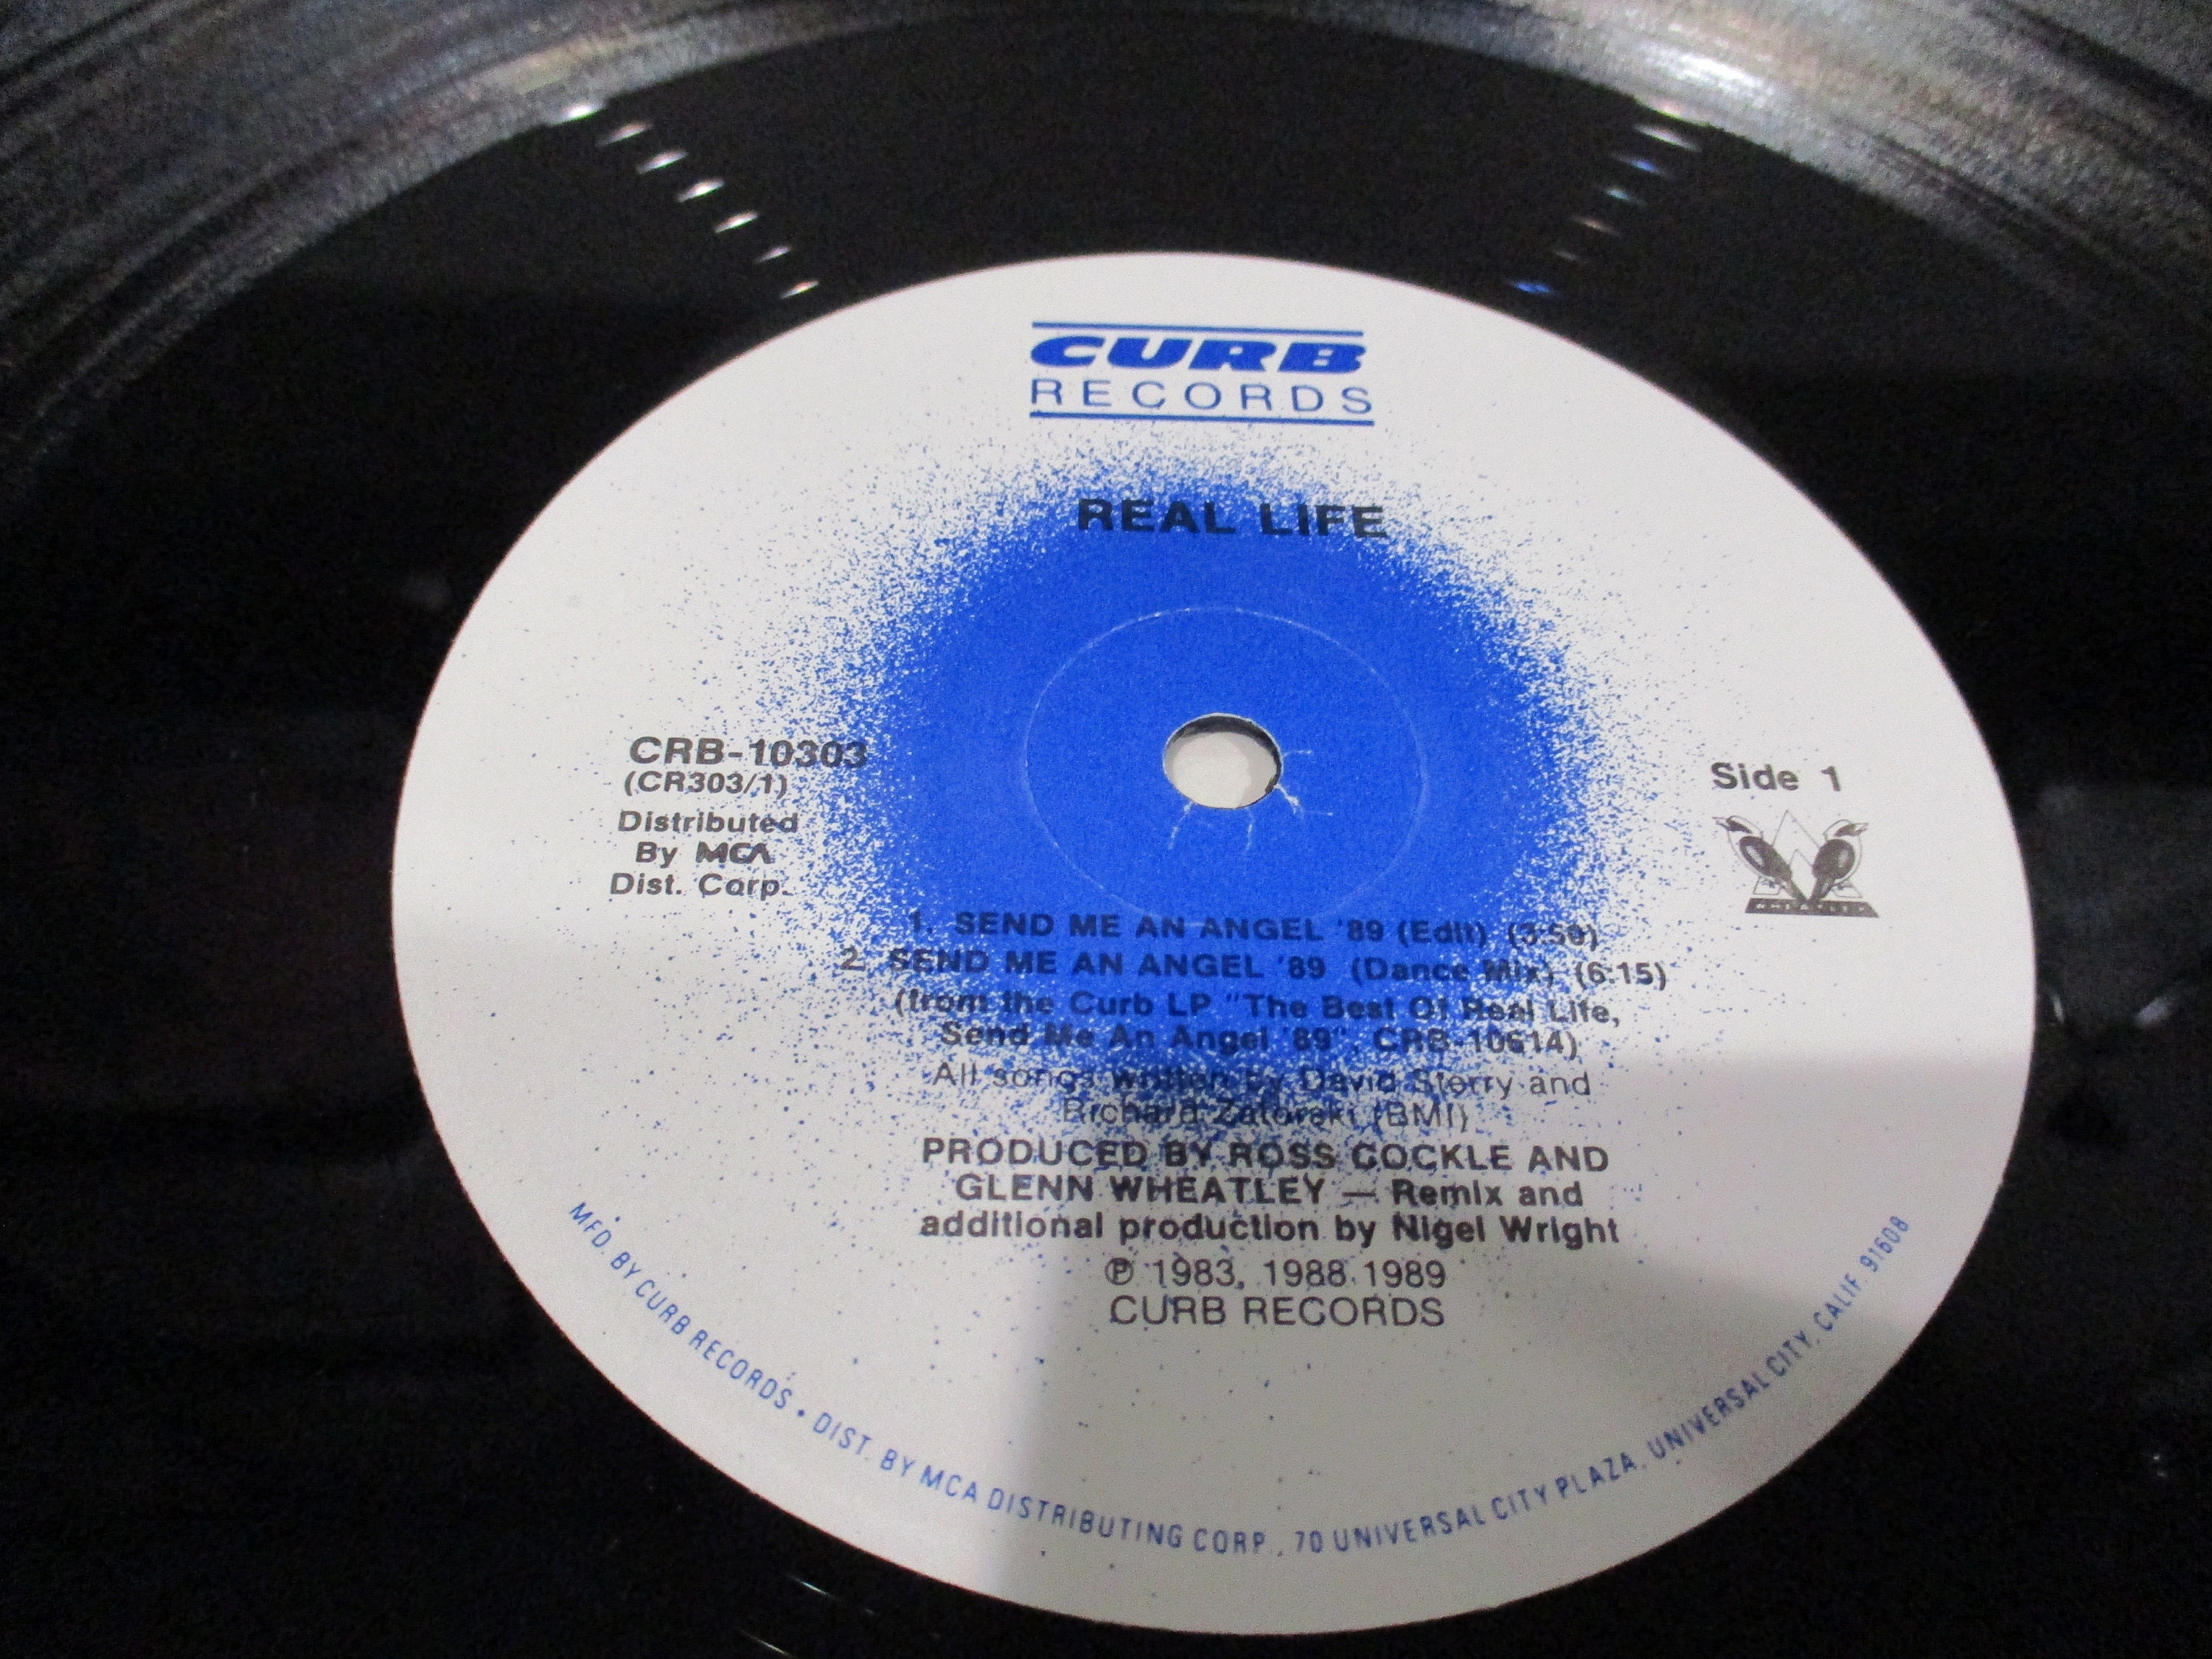 CURB
RECORDS
REAL LIFE
CRB-10303
(CR303/1)
Distributed
By MCA
Dist. Corp.
Side 1
1. SEND ME AN ANGEL '89 (Edit) (3:50)
2. SEND ME AN ANGEL '89 (Dance Mix) (6:15)
(from the Curb LP "The Best Of Real Life,
Send Me An Angel '89", CRB-10614)
All songs written by David Sterry and
Richard Zatorski (BMI)
PRODUCED BY ROSS COCKLE AND
GLENN WHEATLEY — Remix and
additional production by Nigel Wright
℗ 1983, 1988, 1989
CURB RECORDS
MFD. BY CURB RECORDS • DIST. BY MCA DISTRIBUTING CORP., 70 UNIVERSAL CITY PLAZA, UNIVERSAL CITY, CALIF. 91608